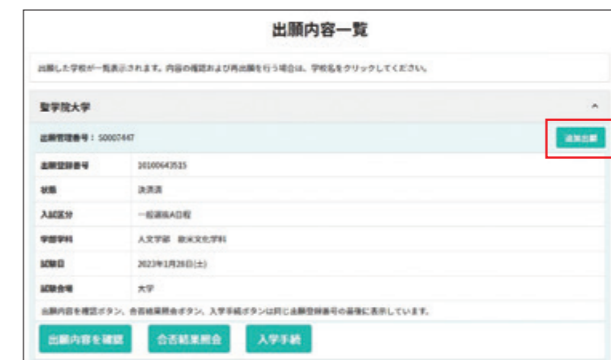 出願内容一覧
出願した学校が一覧表示されます。内容の確認および再出願を行う場合は、学校名をクリックしてください。
聖学院大学
出願管理番号：S0007447
追加出願
出願登録番号 10100643515
状態 決済済
入試区分 一般選抜A日程
学部学科 人文学部 欧米文化学科
試験日 2023年1月28日(土)
試験会場 大学
出願内容を確認ボタン、合否結果照会ボタン、入学手続ボタンは同じ出願登録番号の最後に表示しています。
出願内容を確認 合否結果照会 入学手続